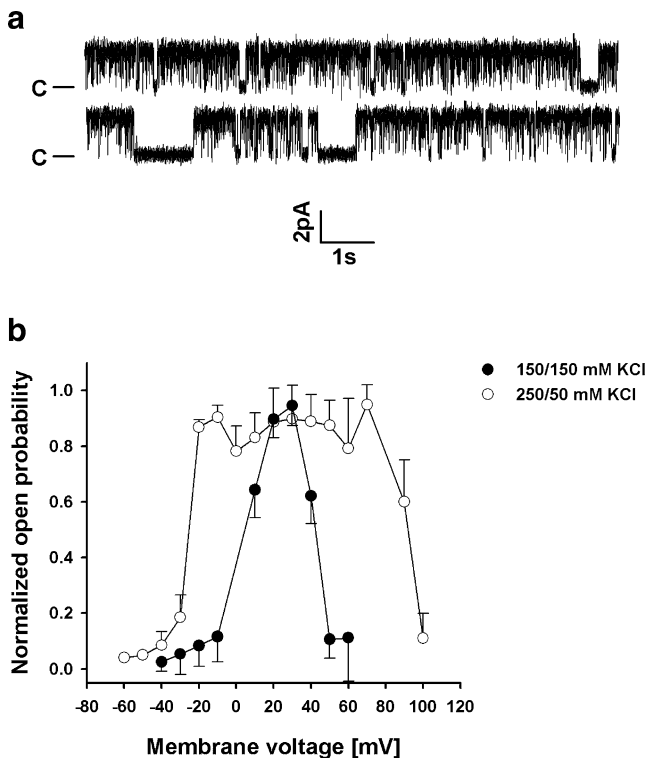 a
C
C
2pA
1s
b
150/150 mM KCl
250/50 mM KCl
Normalized open probability
1.0
0.8
0.6
0.4
0.2
0.0
-80 -60 -40 -20 0 20 40 60 80 100 120
Membrane voltage [mV]